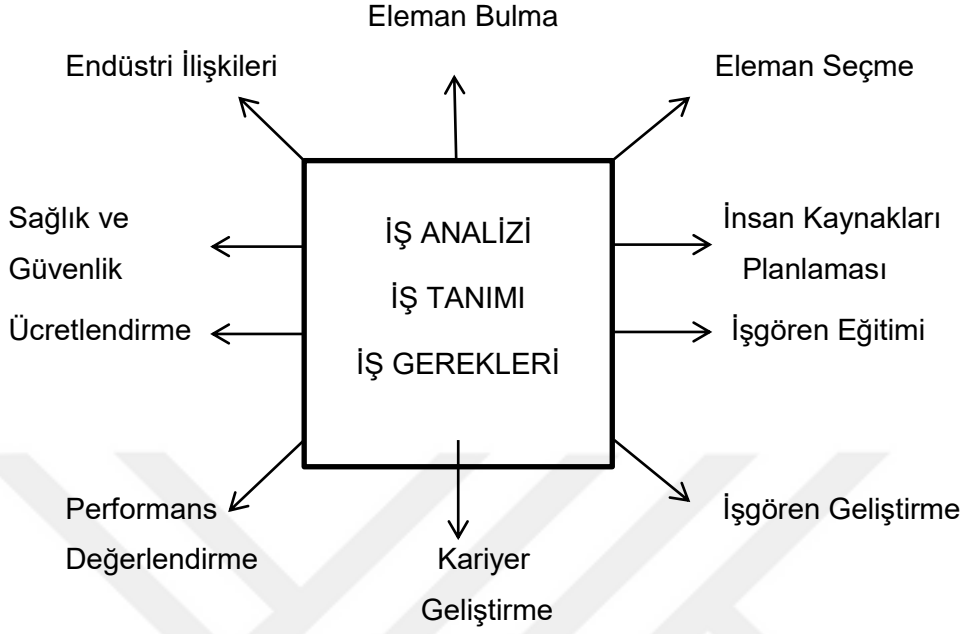 Eleman Bulma
Endüstri İlişkileri
Eleman Seçme
Sağlık ve
Güvenlik
İŞ ANALİZİ
İŞ TANIMI
İŞ GEREKLERİ
İnsan Kaynakları
Planlaması
Ücretlendirme
İşgören Eğitimi
Performans
Değerlendirme
Kariyer
Geliştirme
İşgören Geliştirme